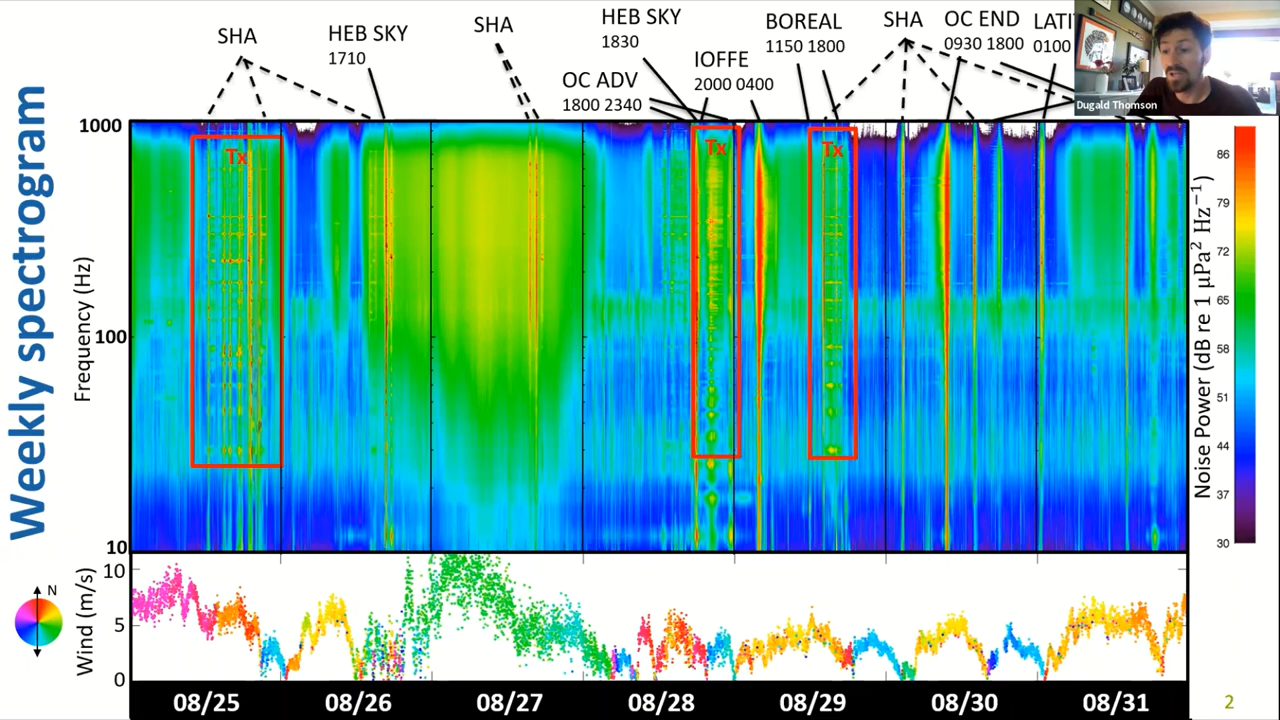 Weekly spectrogram
SHA
HEB SKY
1710
SHA
HEB SKY
1830
OC ADV
1800 2340
IOFFE
2000 0400
BOREAL
1150 1800
SHA
OC END
0930 1800
LATI
0100
Dugald Thomson
Frequency (Hz)
1000
100
10
Tx
Tx
Tx
Noise Power (dB re 1 µPa² Hz⁻¹)
86
79
72
65
58
51
44
37
30
N
Wind (m/s)
10
5
0
08/25
08/26
08/27
08/28
08/29
08/30
08/31
2